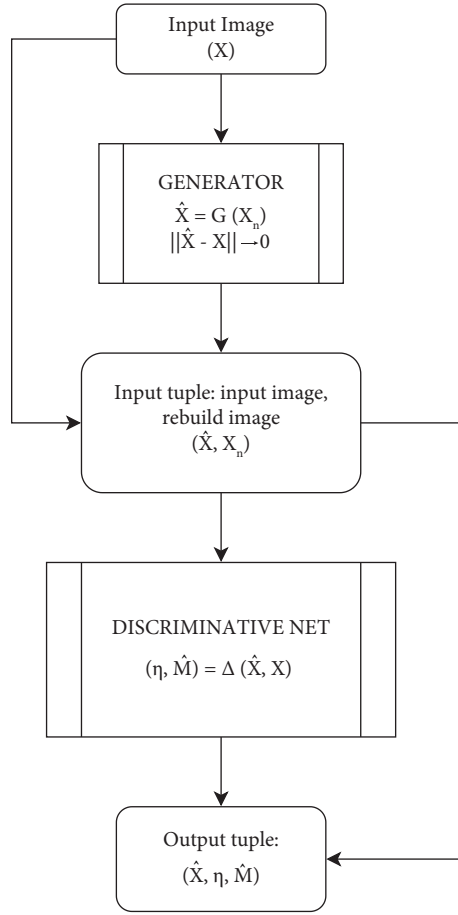 Input Image
(X)
GENERATOR
X̂ = G (Xₙ)
||X̂ - X||→0
Input tuple: input image,
rebuild image
(X̂, Xₙ)
DISCRIMINATIVE NET
(η, M̂) = Δ (X̂, X)
Output tuple:
(X̂, η, M̂)